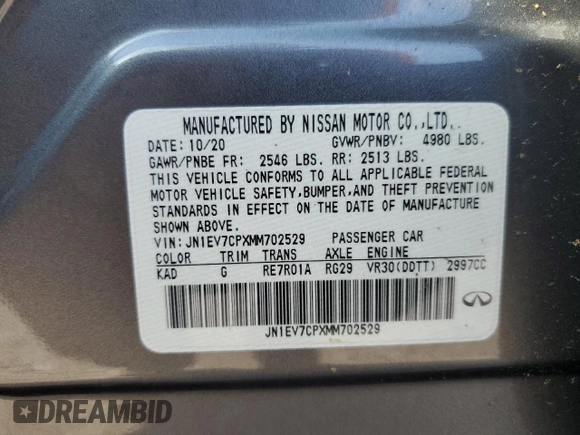 MANUFACTURED BY NISSAN MOTOR CO.,LTD.
DATE: 10/20 GVWR/PNBV: 4980 LBS.
GAWR/PNBE FR: 2546 LBS. RR: 2513 LBS.
THIS VEHICLE CONFORMS TO ALL APPLICABLE FEDERAL
MOTOR VEHICLE SAFETY,BUMPER,AND THEFT PREVENTION
STANDARDS IN EFFECT ON THE DATE OF MANUFACTURE
SHOWN ABOVE.
VIN: JN1EV7CPXMM702529 PASSENGER CAR
COLOR TRIM TRANS AXLE ENGINE
KAD G RE7R01A RG29 VR30(DDTT) 2997CC
JN1EV7CPXMM702529
DREAMBID